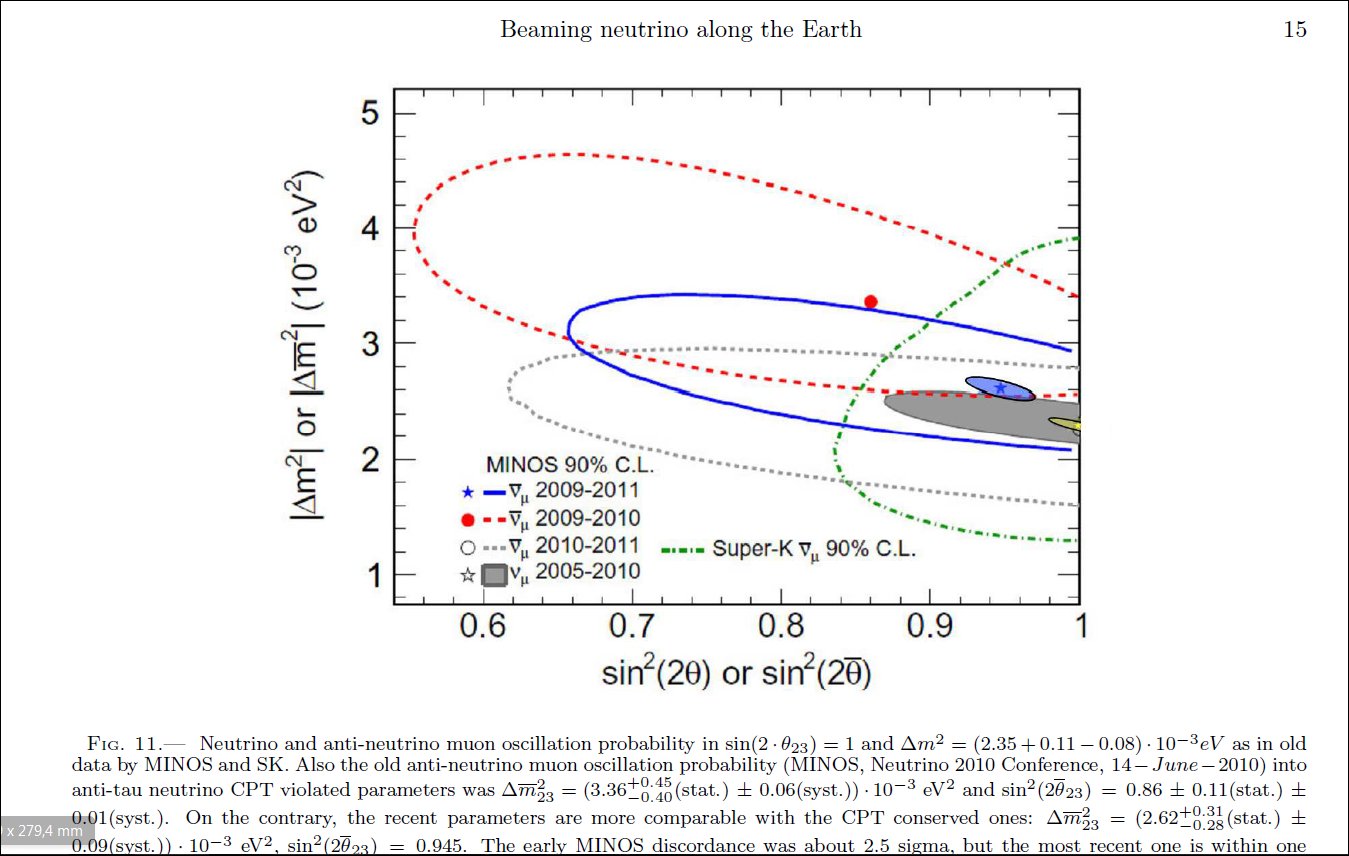 Beaming neutrino along the Earth 15
5
4
3
2
1
|Δm²| or |Δm̅²| (10⁻³ eV²)
MINOS 90% C.L.
ν̅μ 2009-2011
ν̅μ 2009-2010
ν̅μ 2010-2011
νμ 2005-2010
Super-K ν̅μ 90% C.L.
0.6 0.7 0.8 0.9 1
sin²(2θ) or sin²(2θ̅)
Fig. 11.— Neutrino and anti-neutrino muon oscillation probability in sin(2 · θ₂₃) = 1 and Δm² = (2.35 + 0.11 − 0.08) · 10⁻³eV as in old
data by MINOS and SK. Also the old anti-neutrino muon oscillation probability (MINOS, Neutrino 2010 Conference, 14−June−2010) into
anti-tau neutrino CPT violated parameters was Δm̅²₂₃ = (3.36⁺⁰·⁴⁵₋₀.₄₀(stat.) ± 0.06(syst.)) · 10⁻³ eV² and sin²(2θ̅₂₃) = 0.86 ± 0.11(stat.) ±
0.01(syst.). On the contrary, the recent parameters are more comparable with the CPT conserved ones: Δm̅²₂₃ = (2.62⁺⁰·³¹₋₀.₂₈(stat.) ±
0.09(syst.)) · 10⁻³ eV², sin²(2θ̅₂₃) = 0.945. The early MINOS discordance was about 2.5 sigma, but the most recent one is within one
x 279,4 mm